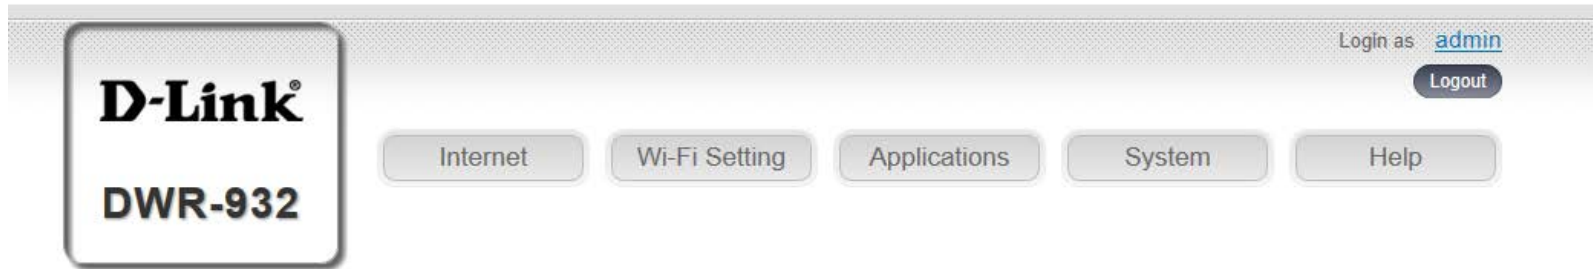 Login as admin
Logout
D-Link®
DWR-932
Internet Wi-Fi Setting Applications System Help